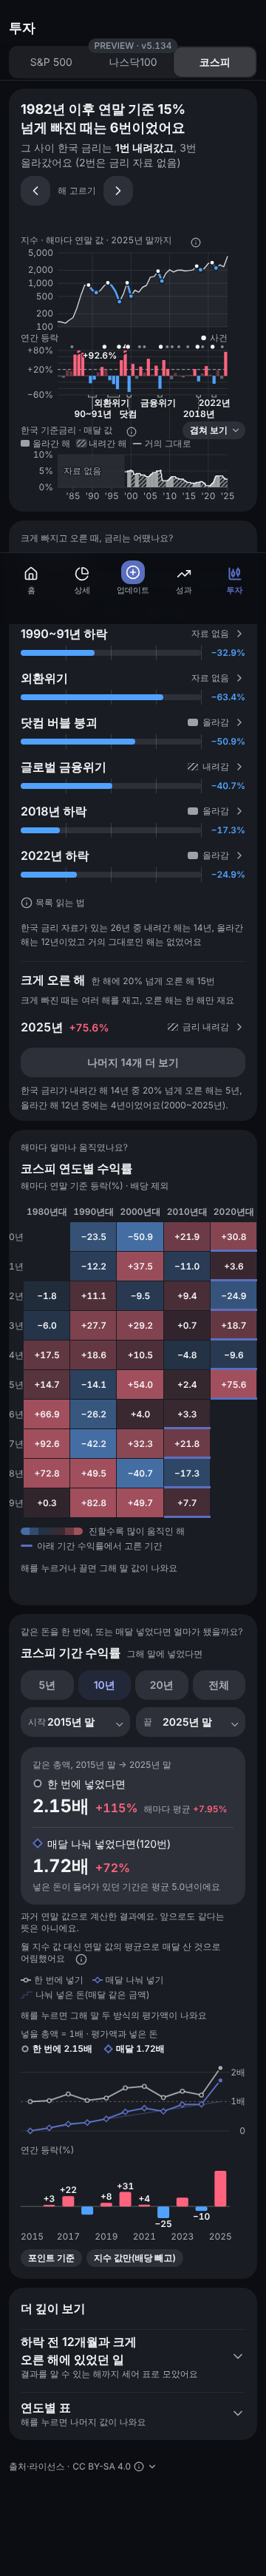 투자
PREVIEW · v5.134
S&P 500
나스닥100
코스피
1982년 이후 연말 기준 15%
넘게 빠진 때는 6번이었어요
그 사이 한국 금리는 1번 내려갔고, 3번
올라갔어요 (2번은 금리 자료 없음)
해 고르기
지수 · 해마다 연말 값 · 2025년 말까지
5,000
2,000
1,000
500
200
100
연간 등락
사건
+80%
+20%
−60%
+92.6%
외환위기
금융위기
2022년
90~91년
닷컴
2018년
한국 기준금리 · 매달 값
겹쳐 보기
올라간 해
내려간 해
거의 그대로
10%
5%
0%
자료 없음
'85
'90
'95
'00
'05
'10
'15
'20
'25
크게 빠지고 오른 때, 금리는 어땠나요?
홈
상세
업데이트
성과
투자
1990~91년 하락
자료 없음
−32.9%
외환위기
자료 없음
−63.4%
닷컴 버블 붕괴
올라감
−50.9%
글로벌 금융위기
내려감
−40.7%
2018년 하락
올라감
−17.3%
2022년 하락
올라감
−24.9%
목록 읽는 법
한국 금리 자료가 있는 26년 중 내려간 해는 14년, 올라간
해는 12년이었고 거의 그대로인 해는 없었어요
크게 오른 해 한 해에 20% 넘게 오른 해 15번
크게 빠진 때는 여러 해를 재고, 오른 해는 한 해만 재요
2025년 +75.6%
금리 내려감
나머지 14개 더 보기
한국 금리가 내려간 해 14년 중 20% 넘게 오른 해는 5년,
올라간 해 12년 중에는 4년이었어요(2000~2025년).
해마다 얼마나 움직였나요?
코스피 연도별 수익률
해마다 연말 기준 등락(%) · 배당 제외
1980년대 1990년대 2000년대 2010년대 2020년대
0년 −23.5 −50.9 +21.9 +30.8
1년 −12.2 +37.5 −11.0 +3.6
2년 −1.8 +11.1 −9.5 +9.4 −24.9
3년 −6.0 +27.7 +29.2 +0.7 +18.7
4년 +17.5 +18.6 +10.5 −4.8 −9.6
5년 +14.7 −14.1 +54.0 +2.4 +75.6
6년 +66.9 −26.2 +4.0 +3.3
7년 +92.6 −42.2 +32.3 +21.8
8년 +72.8 +49.5 −40.7 −17.3
9년 +0.3 +82.8 +49.7 +7.7
진할수록 많이 움직인 해
아래 기간 수익률에서 고른 기간
해를 누르거나 끌면 그해 말 값이 나와요
같은 돈을 한 번에, 또는 매달 넣었다면 얼마가 됐을까요?
코스피 기간 수익률 그해 말에 넣었다면
5년
10년
20년
전체
시작 2015년 말
끝 2025년 말
같은 총액, 2015년 말 → 2025년 말
한 번에 넣었다면
2.15배 +115% 해마다 평균 +7.95%
매달 나눠 넣었다면(120번)
1.72배 +72%
넣은 돈이 들어가 있던 기간은 평균 5.0년이에요
과거 연말 값으로 계산한 결과예요. 앞으로도 같다는
뜻은 아니에요.
월 지수 값 대신 연말 값의 평균으로 매달 산 것으로
어림했어요
한 번에 넣기
매달 나눠 넣기
나눠 넣은 돈(매달 같은 금액)
해를 누르면 그해 말 두 방식의 평가액이 나와요
넣을 총액 = 1배 · 평가액과 넣은 돈
한 번에 2.15배
매달 1.72배
2배
1배
0
연간 등락(%)
+3
+22
+8
+31
+4
−25
−10
2015
2017
2019
2021
2023
2025
포인트 기준
지수 값만(배당 빼고)
더 깊이 보기
하락 전 12개월과 크게
오른 해에 있었던 일
결과를 알 수 있는 해까지 세어 표로 모았어요
연도별 표
해를 누르면 나머지 값이 나와요
출처·라이선스 · CC BY-SA 4.0